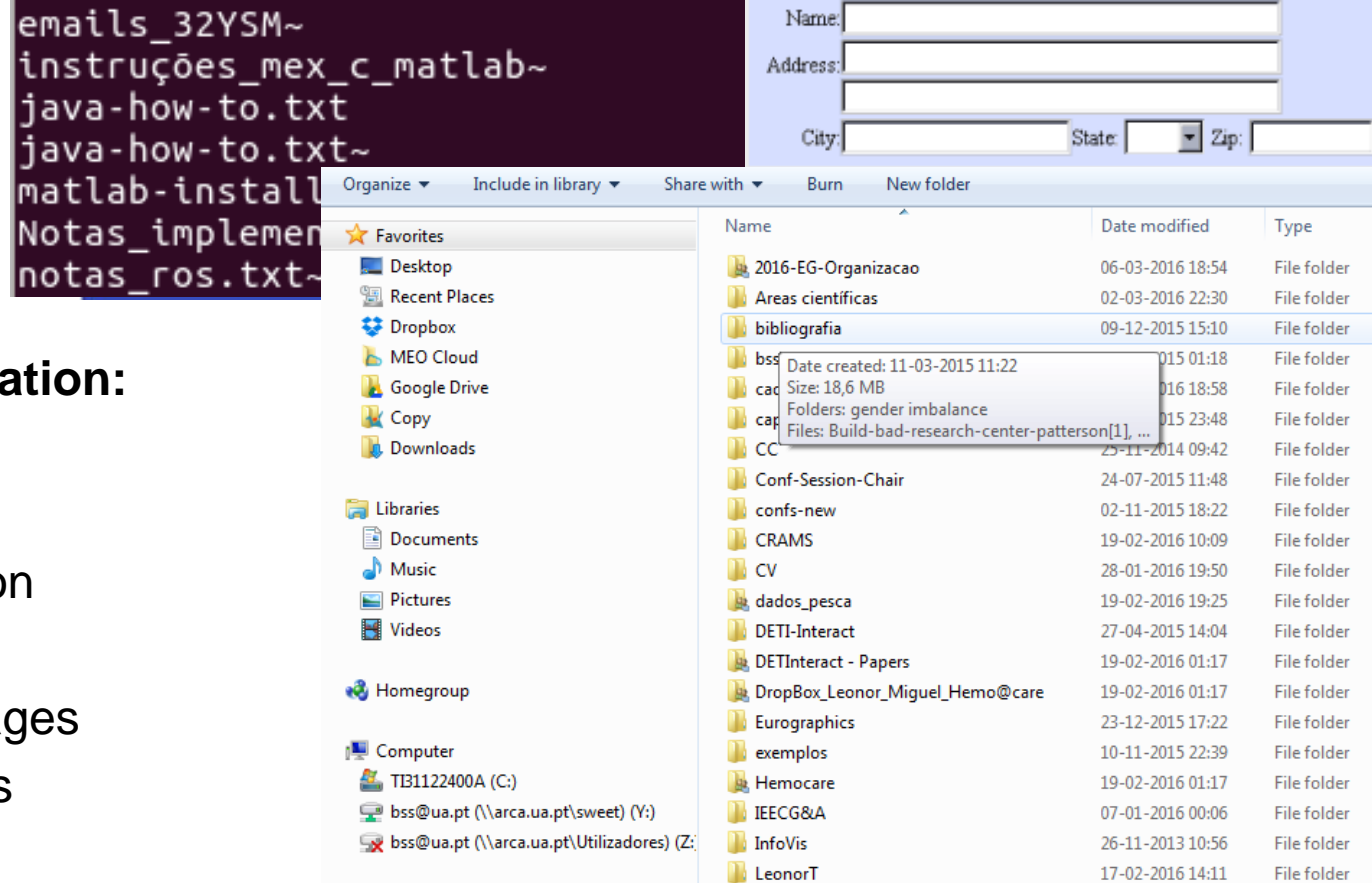 emails_32YSM~
instruções_mex_c_matlab~
java-how-to.txt
java-how-to.txt~
matlab-install
Notas_implemen
notas_ros.txt~
Name:
Address:
City: State: Zip:
ation:
on
ages
s
Organize Include in library Share with Burn New folder
Favorites
Desktop
Recent Places
Dropbox
MEO Cloud
Google Drive
Copy
Downloads
Libraries
Documents
Music
Pictures
Videos
Homegroup
Computer
TI31122400A (C:)
bss@ua.pt (\\arca.ua.pt\sweet) (Y:)
bss@ua.pt (\\arca.ua.pt\Utilizadores) (Z:
Name Date modified Type
2016-EG-Organizacao 06-03-2016 18:54 File folder
Areas científicas 02-03-2016 22:30 File folder
bibliografia 09-12-2015 15:10 File folder
bss 015 01:18 File folder
cac 016 18:58 File folder
cap 015 23:48 File folder
Date created: 11-03-2015 11:22
Size: 18,6 MB
Folders: gender imbalance
Files: Build-bad-research-center-patterson[1], ...
CC 25-11-2014 09:42 File folder
Conf-Session-Chair 24-07-2015 11:48 File folder
confs-new 02-11-2015 18:22 File folder
CRAMS 19-02-2016 10:09 File folder
CV 28-01-2016 19:50 File folder
dados_pesca 19-02-2016 19:25 File folder
DETI-Interact 27-04-2015 14:04 File folder
DETInteract - Papers 19-02-2016 01:17 File folder
DropBox_Leonor_Miguel_Hemo@care 19-02-2016 01:17 File folder
Eurographics 23-12-2015 17:22 File folder
exemplos 10-11-2015 22:39 File folder
Hemocare 19-02-2016 01:17 File folder
IEECG&A 07-01-2016 00:06 File folder
InfoVis 26-11-2013 10:56 File folder
LeonorT 17-02-2016 14:11 File folder